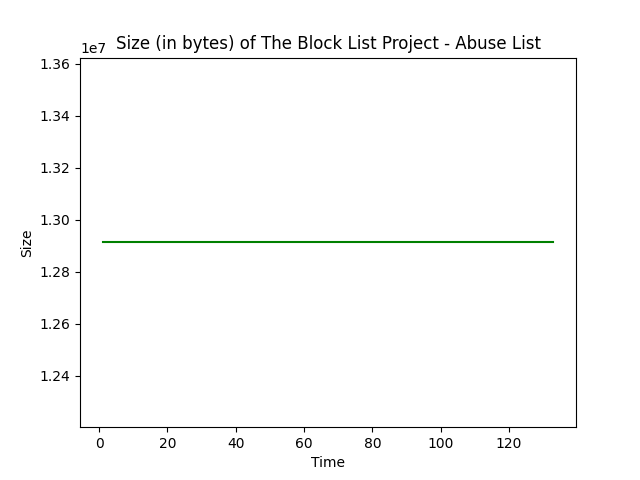 Size (in bytes) of The Block List Project - Abuse List
1e7
1.36
1.34
1.32
1.30
1.28
1.26
1.24
Size
0 20 40 60 80 100 120
Time